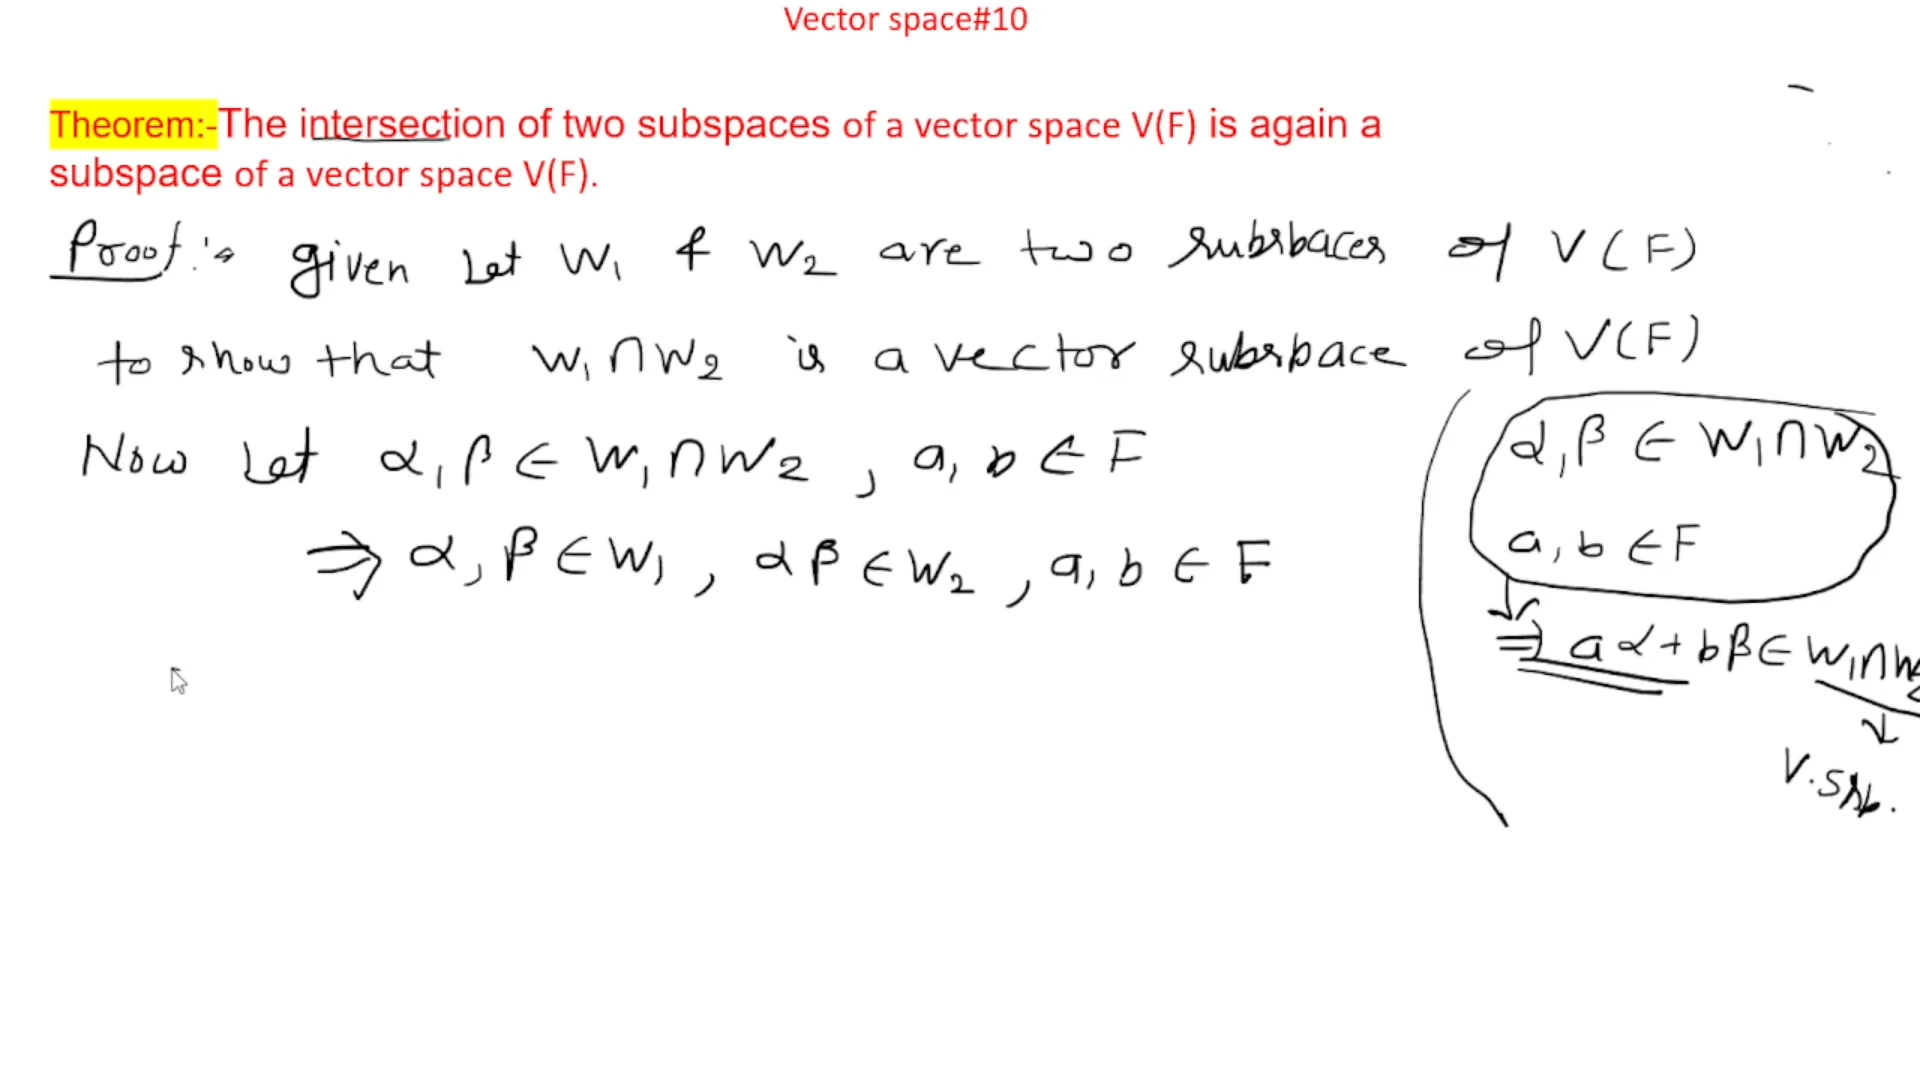 Vector space#10
Theorem:-The intersection of two subspaces of a vector space V(F) is again a
subspace of a vector space V(F).
Proof:- given Let W₁ & W₂ are two subspaces of V(F)
to show that W₁∩W₂ is a vector subspace of V(F)
Now Let α,β ∈ W₁∩W₂, a, b ∈ F
⇒ α, β ∈ W₁, αβ ∈ W₂, a, b ∈ F
α,β ∈ W₁∩W₂
a, b ∈ F
⇒ aα+bβ ∈ W₁∩W₂